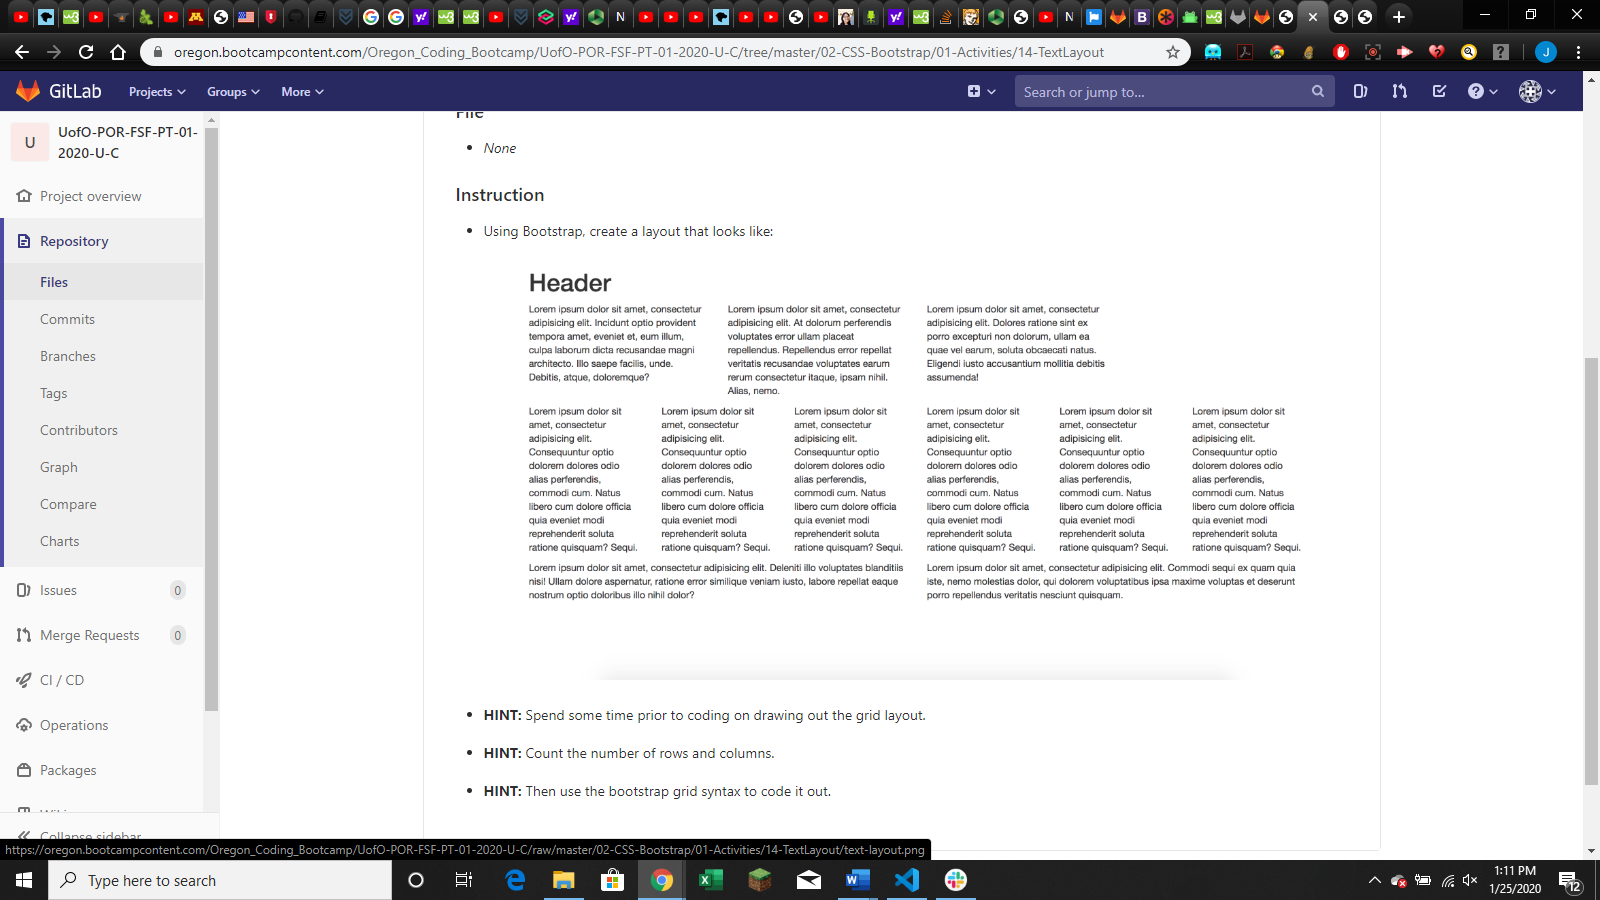 oregon.bootcampcontent.com/Oregon_Coding_Bootcamp/UofO-POR-FSF-PT-01-2020-U-C/tree/master/02-CSS-Bootstrap/01-Activities/14-TextLayout
J
GitLab
Projects
Groups
More
Search or jump to...
U
UofO-POR-FSF-PT-01-
2020-U-C
Project overview
Repository
Files
Commits
Branches
Tags
Contributors
Graph
Compare
Charts
Issues 0
Merge Requests 0
CI / CD
Operations
Packages
Wiki
Collapse sidebar
File
None
Instruction
Using Bootstrap, create a layout that looks like:
Header
Lorem ipsum dolor sit amet, consectetur
adipisicing elit. Incidunt optio provident
tempora amet, eveniet et, eum illum,
culpa laborum dicta recusandae magni
architecto. Illo saepe facilis, unde.
Debitis, atque, doloremque?
Lorem ipsum dolor sit amet, consectetur
adipisicing elit. At dolorum perferendis
voluptates error ullam placeat
repellendus. Repellendus error repellat
veritatis recusandae voluptates earum
rerum consectetur itaque, ipsam nihil.
Alias, nemo.
Lorem ipsum dolor sit amet, consectetur
adipisicing elit. Dolores ratione sint ex
porro excepturi non dolorum, ullam ea
quae vel earum, soluta obcaecati natus.
Eligendi iusto accusantium mollitia debitis
assumenda!
Lorem ipsum dolor sit
amet, consectetur
adipisicing elit.
Consequuntur optio
dolorem dolores odio
alias perferendis,
commodi cum. Natus
libero cum dolore officia
quia eveniet modi
reprehenderit soluta
ratione quisquam? Sequi.
Lorem ipsum dolor sit
amet, consectetur
adipisicing elit.
Consequuntur optio
dolorem dolores odio
alias perferendis,
commodi cum. Natus
libero cum dolore officia
quia eveniet modi
reprehenderit soluta
ratione quisquam? Sequi.
Lorem ipsum dolor sit
amet, consectetur
adipisicing elit.
Consequuntur optio
dolorem dolores odio
alias perferendis,
commodi cum. Natus
libero cum dolore officia
quia eveniet modi
reprehenderit soluta
ratione quisquam? Sequi.
Lorem ipsum dolor sit
amet, consectetur
adipisicing elit.
Consequuntur optio
dolorem dolores odio
alias perferendis,
commodi cum. Natus
libero cum dolore officia
quia eveniet modi
reprehenderit soluta
ratione quisquam? Sequi.
Lorem ipsum dolor sit
amet, consectetur
adipisicing elit.
Consequuntur optio
dolorem dolores odio
alias perferendis,
commodi cum. Natus
libero cum dolore officia
quia eveniet modi
reprehenderit soluta
ratione quisquam? Sequi.
Lorem ipsum dolor sit
amet, consectetur
adipisicing elit.
Consequuntur optio
dolorem dolores odio
alias perferendis,
commodi cum. Natus
libero cum dolore officia
quia eveniet modi
reprehenderit soluta
ratione quisquam? Sequi.
Lorem ipsum dolor sit amet, consectetur adipisicing elit. Deleniti illo voluptates blanditiis
nisi! Ullam dolore aspernatur, ratione error similique veniam iusto, labore repellat eaque
nostrum optio doloribus illo nihil dolor?
Lorem ipsum dolor sit amet, consectetur adipisicing elit. Commodi sequi ex quam quia
iste, nemo molestias dolor, qui dolorem voluptatibus ipsa maxime voluptas et deserunt
porro repellendus veritatis nesciunt quisquam.
HINT: Spend some time prior to coding on drawing out the grid layout.
HINT: Count the number of rows and columns.
HINT: Then use the bootstrap grid syntax to code it out.
https://oregon.bootcampcontent.com/Oregon_Coding_Bootcamp/UofO-POR-FSF-PT-01-2020-U-C/raw/master/02-CSS-Bootstrap/01-Activities/14-TextLayout/text-layout.png
Type here to search
1:11 PM
1/25/2020
12